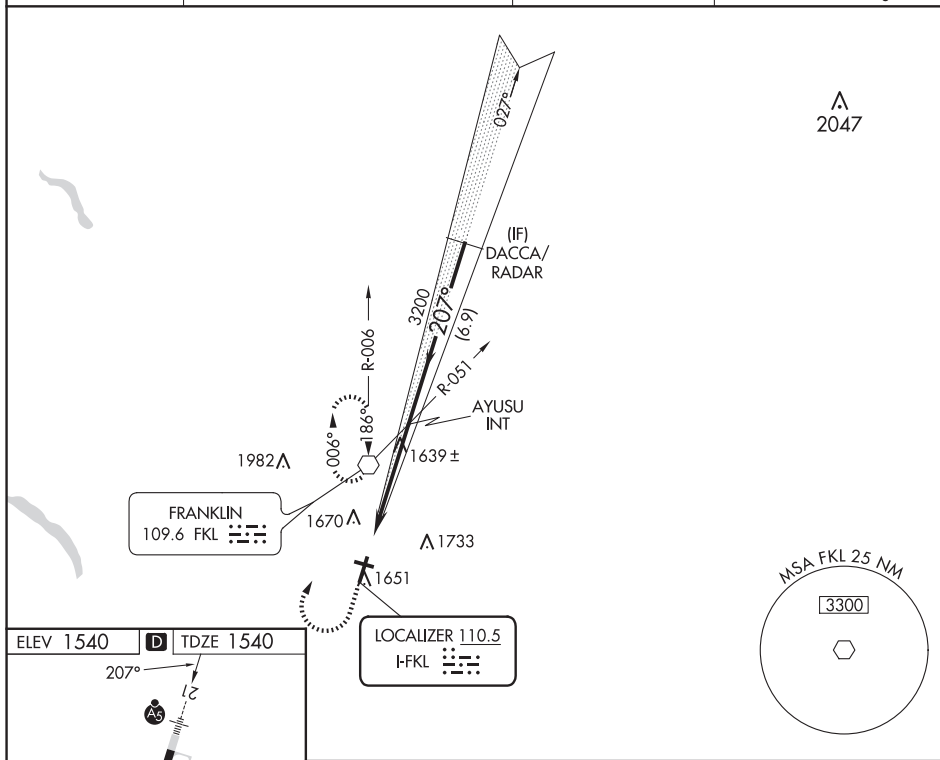 2047
027°
(IF)
DACCA/
RADAR
3200
207°
(6.9)
R-006
R-051
AYUSU
INT
006°
186°
1982
1639 ±
FRANKLIN
109.6 FKL
1670
1733
1651
MSA FKL 25 NM
3300
LOCALIZER 110.5
I-FKL
ELEV 1540 D TDZE 1540
207°
21
A5